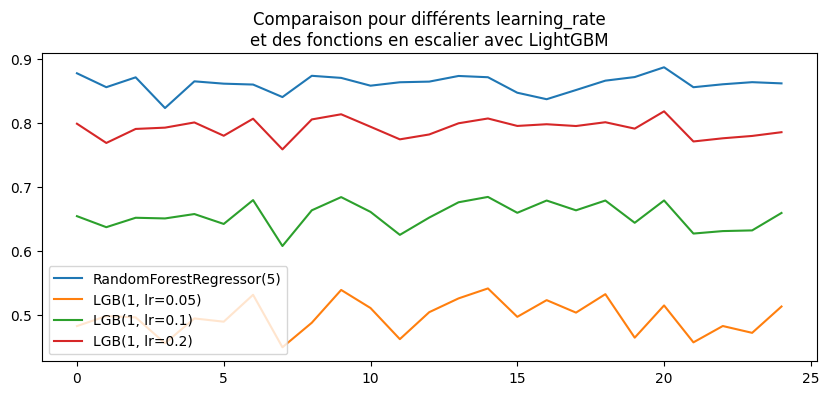 Comparaison pour différents learning_rate
et des fonctions en escalier avec LightGBM
0.9
0.8
0.7
0.6
0.5
RandomForestRegressor(5)
LGB(1, lr=0.05)
LGB(1, lr=0.1)
LGB(1, lr=0.2)
0 5 10 15 20 25